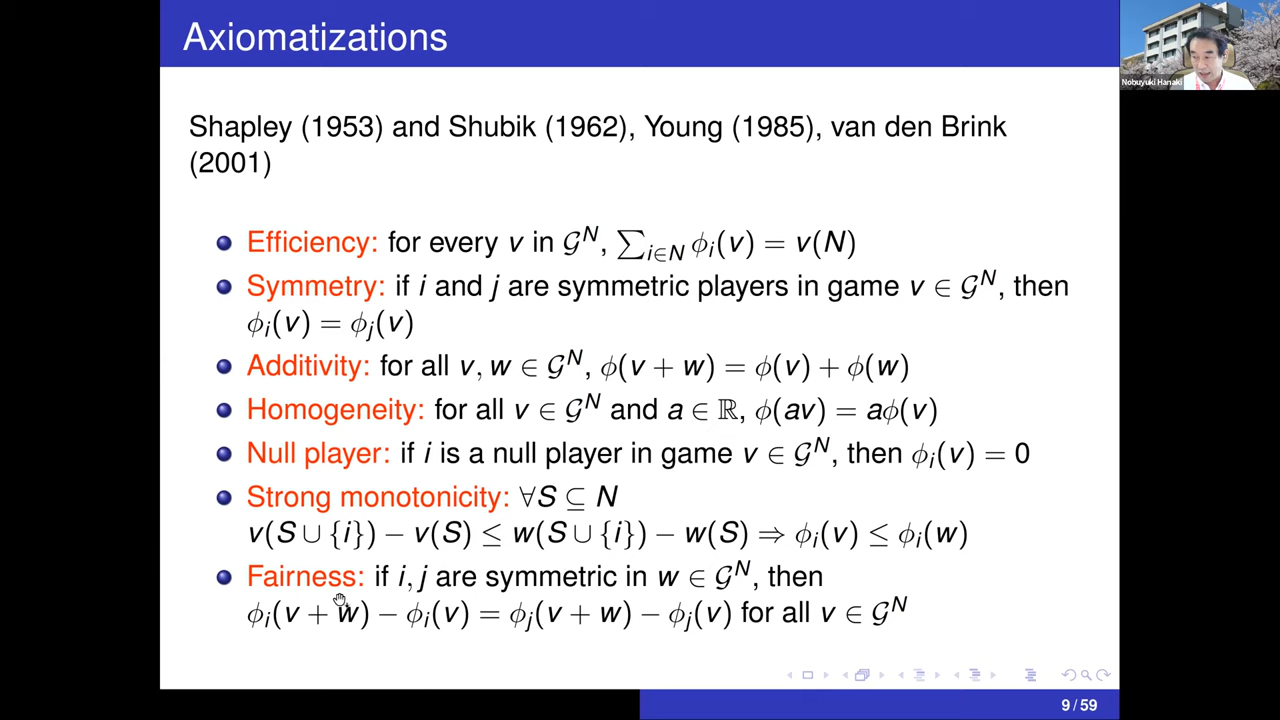 Axiomatizations
Nobuyuki Hanaki
Shapley (1953) and Shubik (1962), Young (1985), van den Brink
(2001)
Efficiency: for every v in 𝒢^N, ∑_{i∈N} ϕ_i(v) = v(N)
Symmetry: if i and j are symmetric players in game v ∈ 𝒢^N, then
ϕ_i(v) = ϕ_j(v)
Additivity: for all v, w ∈ 𝒢^N, ϕ(v + w) = ϕ(v) + ϕ(w)
Homogeneity: for all v ∈ 𝒢^N and a ∈ ℝ, ϕ(av) = aϕ(v)
Null player: if i is a null player in game v ∈ 𝒢^N, then ϕ_i(v) = 0
Strong monotonicity: ∀S ⊆ N
v(S ∪ {i}) − v(S) ≤ w(S ∪ {i}) − w(S) ⇒ ϕ_i(v) ≤ ϕ_i(w)
Fairness: if i, j are symmetric in w ∈ 𝒢^N, then
ϕ_i(v + w) − ϕ_i(v) = ϕ_j(v + w) − ϕ_j(v) for all v ∈ 𝒢^N
9 / 59